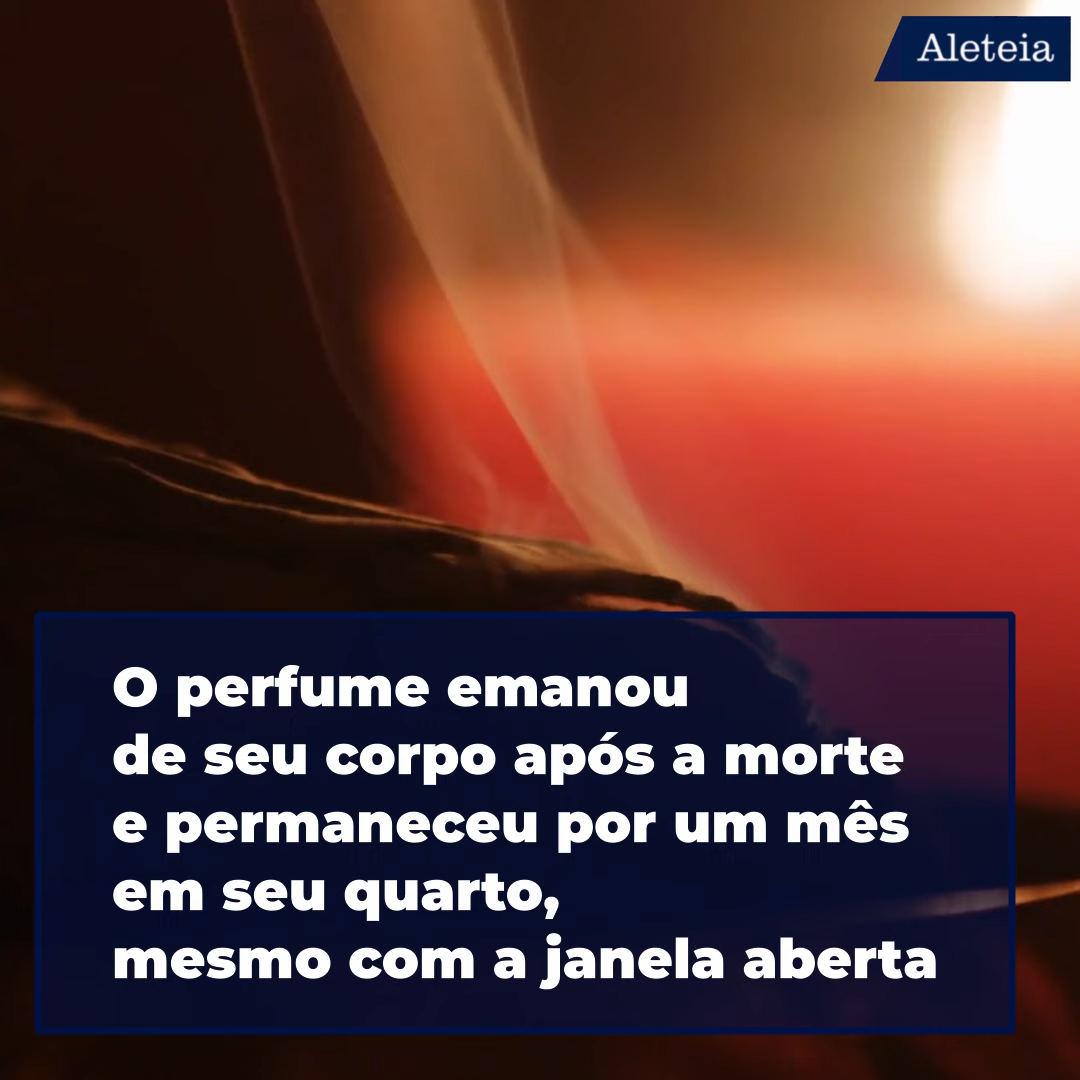 Aleteia
O perfume emanou
de seu corpo após a morte
e permaneceu por um mês
em seu quarto,
mesmo com a janela aberta